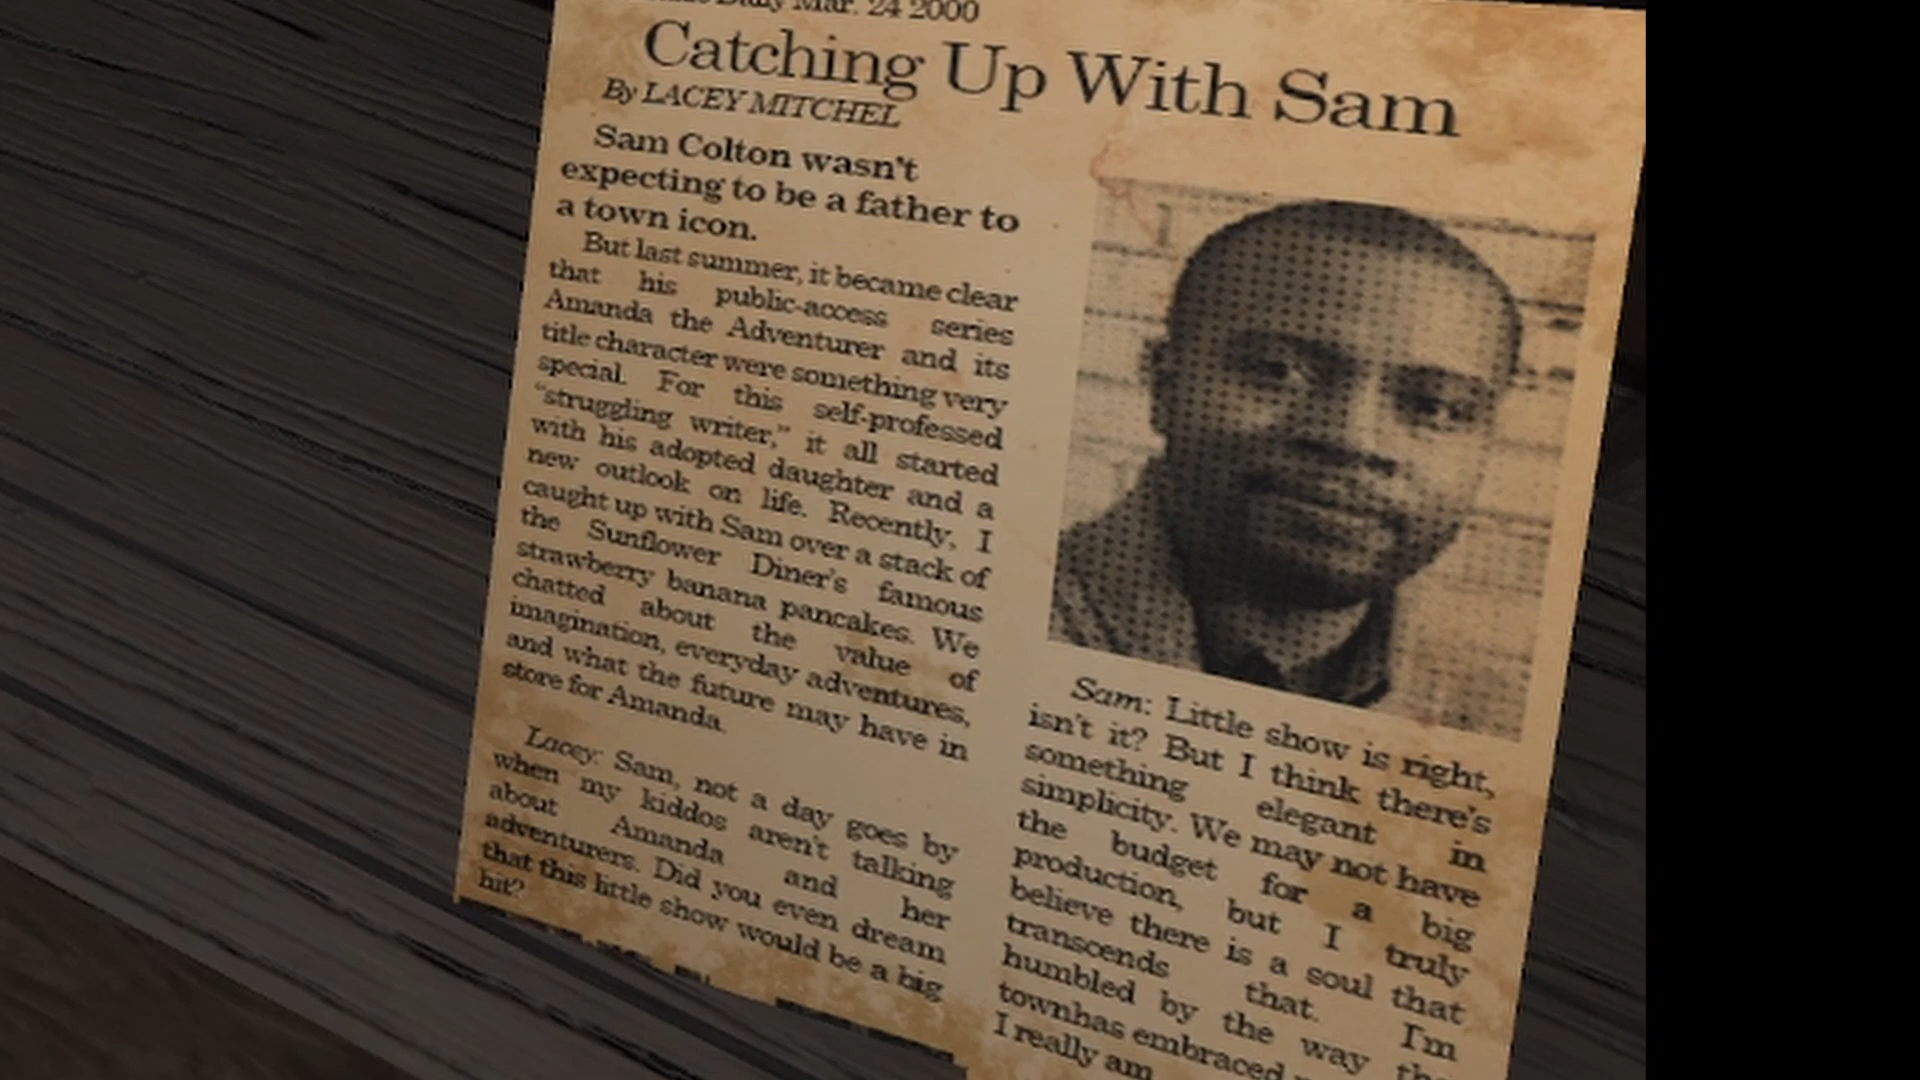 Daily Mar. 24 2000
Catching Up With Sam
By LACEY MITCHEL
Sam Colton wasn't
expecting to be a father to
a town icon.
But last summer, it became clear
that his public-access series
Amanda the Adventurer and its
title character were something very
special. For this self-professed
"struggling writer," it all started
with his adopted daughter and a
new outlook on life. Recently, I
caught up with Sam over a stack of
the Sunflower Diner's famous
strawberry banana pancakes. We
chatted about the value of
imagination, everyday adventures,
and what the future may have in
store for Amanda.
Lacey: Sam, not a day goes by
when my kiddos aren't talking
about Amanda and her
adventurers. Did you even dream
that this little show would be a big
hit?
Sam: Little show is right,
isn't it? But I think there's
something elegant in
simplicity. We may not have
the budget for a big
production, but I truly
believe there is a soul that
transcends that. I'm
humbled by the way
townhas embraced
I really am